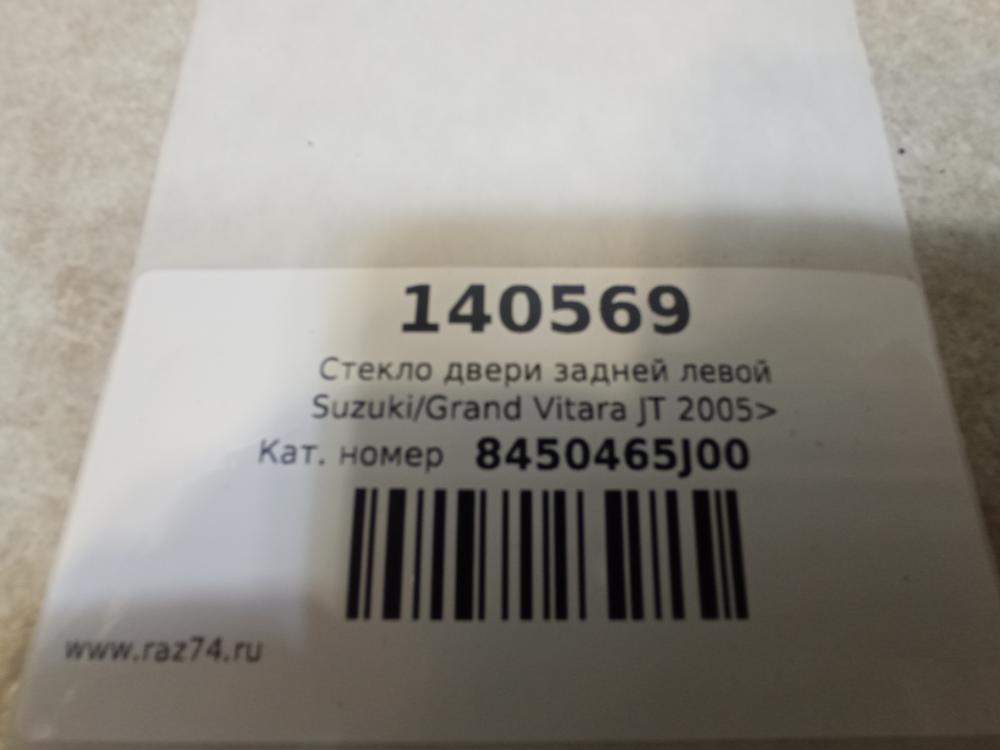 140569
Стекло двери задней левой
Suzuki/Grand Vitara JT 2005>
Кат. номер 8450465J00
www.raz74.ru